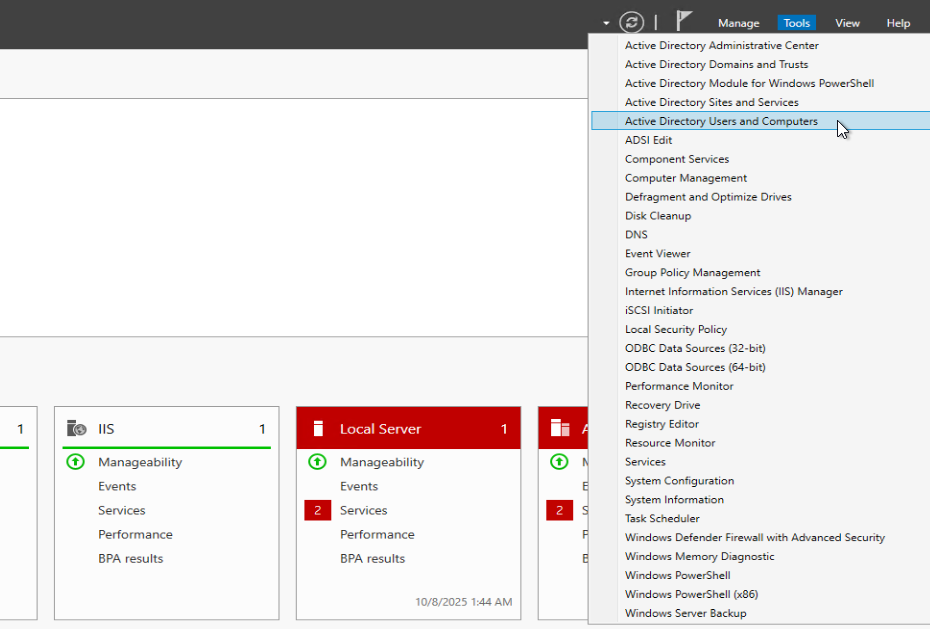 Manage Tools View Help
Active Directory Administrative Center
Active Directory Domains and Trusts
Active Directory Module for Windows PowerShell
Active Directory Sites and Services
Active Directory Users and Computers
ADSI Edit
Component Services
Computer Management
Defragment and Optimize Drives
Disk Cleanup
DNS
Event Viewer
Group Policy Management
Internet Information Services (IIS) Manager
iSCSI Initiator
Local Security Policy
ODBC Data Sources (32-bit)
ODBC Data Sources (64-bit)
Performance Monitor
Recovery Drive
Registry Editor
Resource Monitor
Services
System Configuration
System Information
Task Scheduler
Windows Defender Firewall with Advanced Security
Windows Memory Diagnostic
Windows PowerShell
Windows PowerShell (x86)
Windows Server Backup
1
IIS 1
Manageability
Events
Services
Performance
BPA results
Local Server 1
Manageability
Events
2 Services
Performance
BPA results
10/8/2025 1:44 AM
2